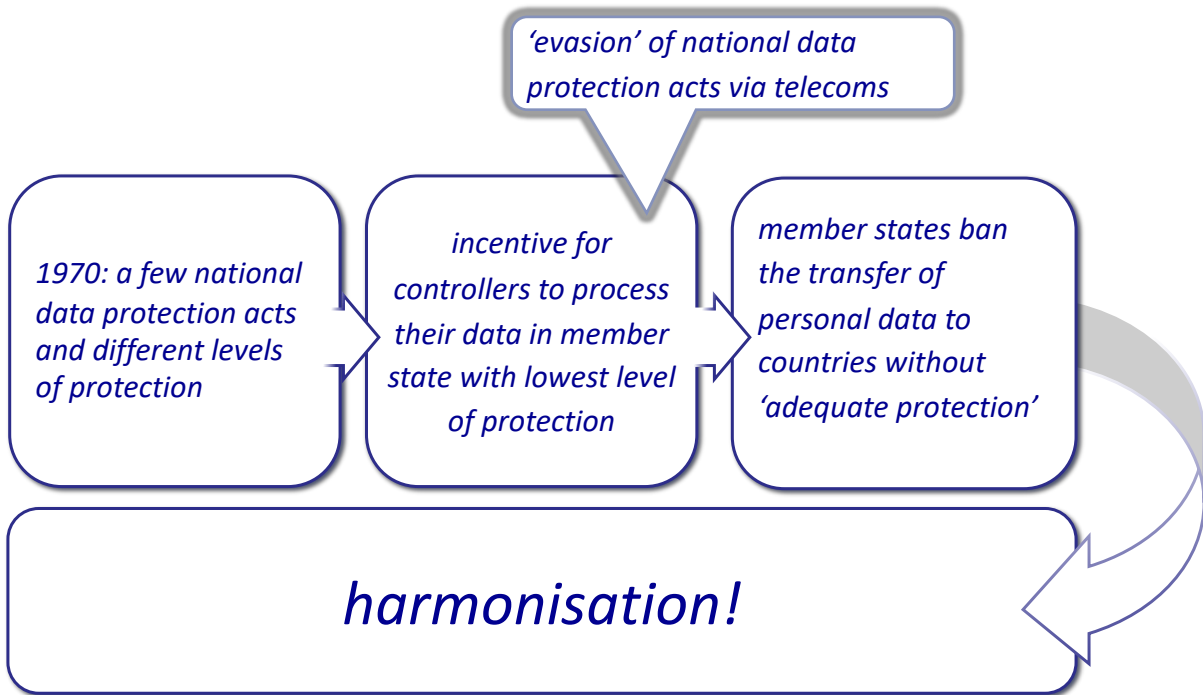 ‘evasion’ of national data
protection acts via telecoms
1970: a few national
data protection acts
and different levels
of protection
incentive for
controllers to process
their data in member
state with lowest level
of protection
member states ban
the transfer of
personal data to
countries without
‘adequate protection’
harmonisation!